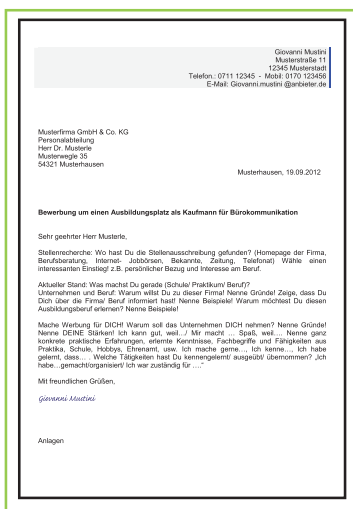 Giovanni Mustini
Musterstraße 11
12345 Musterstadt
Telefon.: 0711 12345  -  Mobil: 0170 123456
E-Mail: Giovanni.mustini @anbieter.de
Musterfirma GmbH & Co. KG
Personalabteilung
Herr Dr. Musterle
Musterwegle 35
54321 Musterhausen
Musterhausen, 19.09.2012
Bewerbung um einen Ausbildungsplatz als Kaufmann für Bürokommunikation
Sehr geehrter Herr Musterle,
Stellenrecherche: Wo hast Du die Stellenausschreibung gefunden? (Homepage der Firma,
Berufsberatung, Internet- Jobbörsen, Bekannte, Zeitung, Telefonat) Wähle einen
interessanten Einstieg! z.B. persönlicher Bezug und Interesse am Beruf.
Aktueller Stand: Was machst Du gerade (Schule/ Praktikum/ Beruf)?
Unternehmen und Beruf: Warum willst Du zu dieser Firma! Nenne Gründe! Zeige, dass Du
Dich über die Firma/ Beruf informiert hast! Nenne Beispiele! Warum möchtest Du diesen
Ausbildungsberuf erlernen? Nenne Beispiele!
Mache Werbung für DICH! Warum soll das Unternehmen DICH nehmen? Nenne Gründe!
Nenne DEINE Stärken! Ich kann gut, weil…/ Mir macht … Spaß, weil…. Nenne ganz
konkrete praktische Erfahrungen, erlernte Kenntnisse, Fachbegriffe und Fähigkeiten aus
Praktika, Schule, Hobbys, Ehrenamt, usw. Ich mache gerne…, Ich kenne…, Ich habe
gelernt, dass… . Welche Tätigkeiten hast Du kennengelernt/ ausgeübt/ übernommen? „Ich
habe…gemacht/organisiert/ Ich war zuständig für ….“
Mit freundlichen Grüßen,
Giovanni Mustini
Anlagen